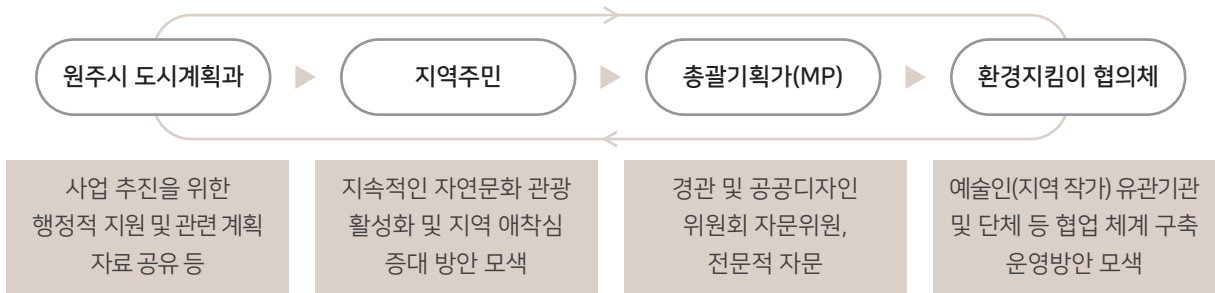 원주시 도시계획과
지역주민
총괄기획가(MP)
환경지킴이 협의체
사업 추진을 위한
행정적 지원 및 관련 계획
자료 공유 등
지속적인 자연문화 관광
활성화 및 지역 애착심
증대 방안 모색
경관 및 공공디자인
위원회 자문위원,
전문적 자문
예술인(지역 작가) 유관기관
및 단체 등 협업 체계 구축
운영방안 모색